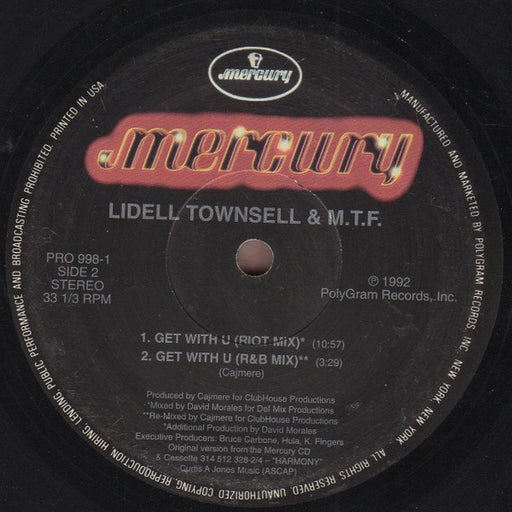 mercury
mercury
LIDELL TOWNSELL & M.T.F.
PRO 998-1
SIDE 2
STEREO
33 1/3 RPM
℗ 1992
PolyGram Records, Inc.
1. GET WITH U (RIOT MIX)* (10:57)
2. GET WITH U (R&B MIX)** (3:29)
(Cajmere)
Produced by Cajmere for ClubHouse Productions
*Mixed by David Morales for Def Mix Productions
**Re-Mixed by Cajmere for ClubHouse Productions
*Additional Production by David Morales
Executive Producers: Bruce Carbone, Hula, K. Fingers
Original version from the Mercury CD
& Cassette 314 512 328-2/4 – "HARMONY"
Curtis A Jones Music (ASCAP)
MANUFACTURED AND MARKETED BY POLYGRAM RECORDS, INC., NEW YORK, NEW YORK. ALL RIGHTS RESERVED. UNAUTHORIZED COPYING, REPRODUCTION, HIRING, LENDING, PUBLIC PERFORMANCE AND BROADCASTING PROHIBITED. PRINTED IN USA